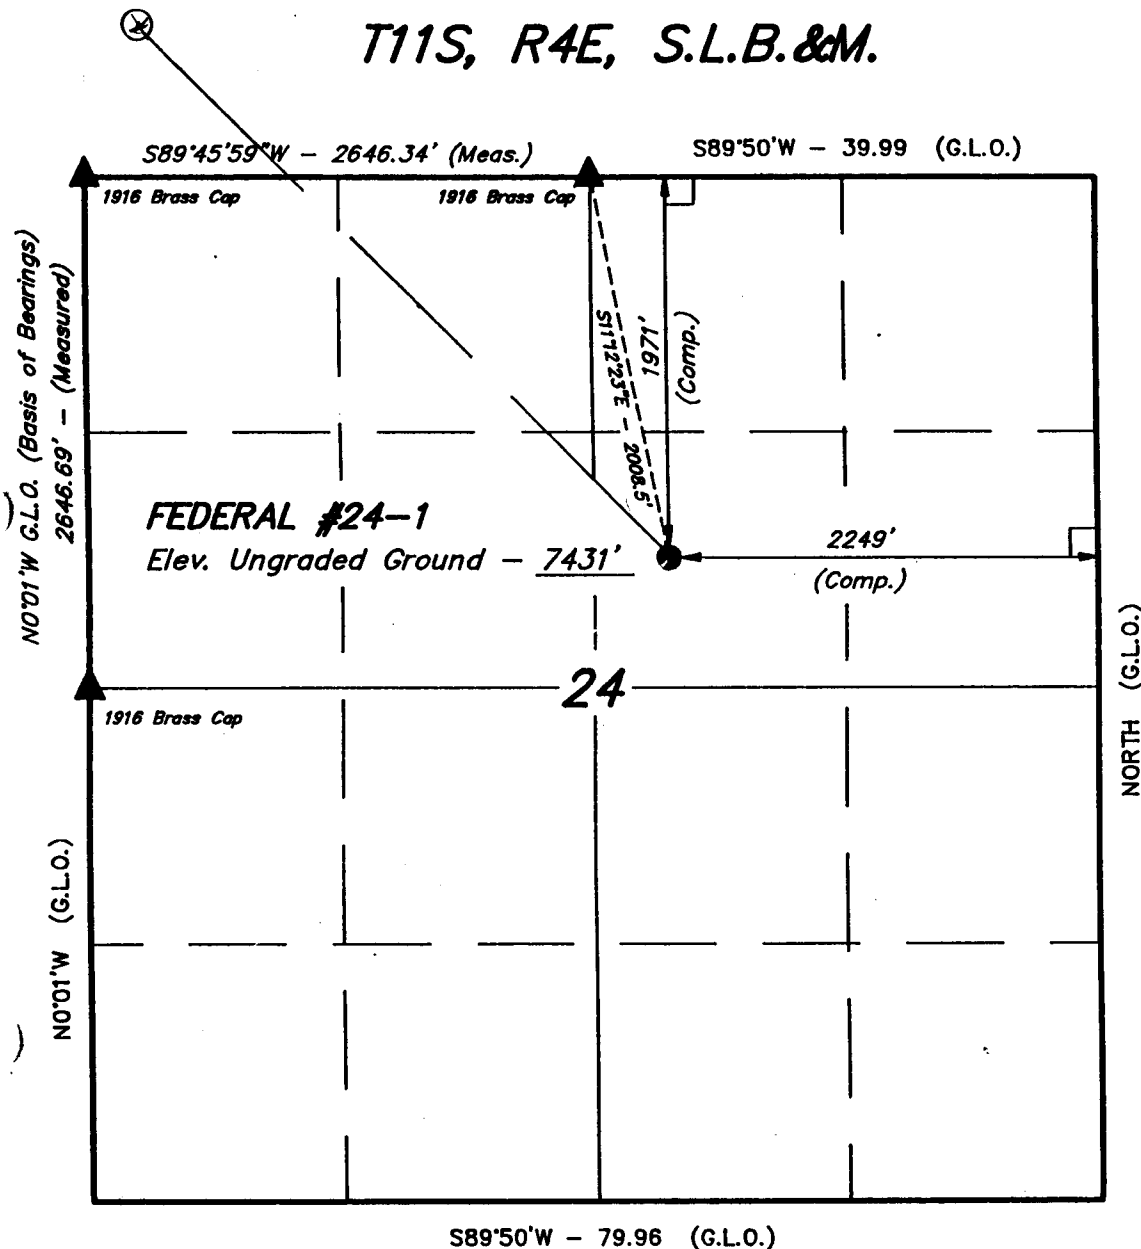 T11S, R4E, S.L.B.&M.
S89°45'59"W - 2646.34' (Meas.)
S89°50'W - 39.99 (G.L.O.)
1916 Brass Cap
1916 Brass Cap
N0°01'W G.L.O. (Basis of Bearings)
2646.69' - (Measured)
S11°12'23"E - 2008.5'
1971'
(Comp.)
FEDERAL #24-1
Elev. Ungraded Ground - 7431'
2249'
(Comp.)
24
1916 Brass Cap
NORTH (G.L.O.)
N0°01'W (G.L.O.)
S89°50'W - 79.96 (G.L.O.)